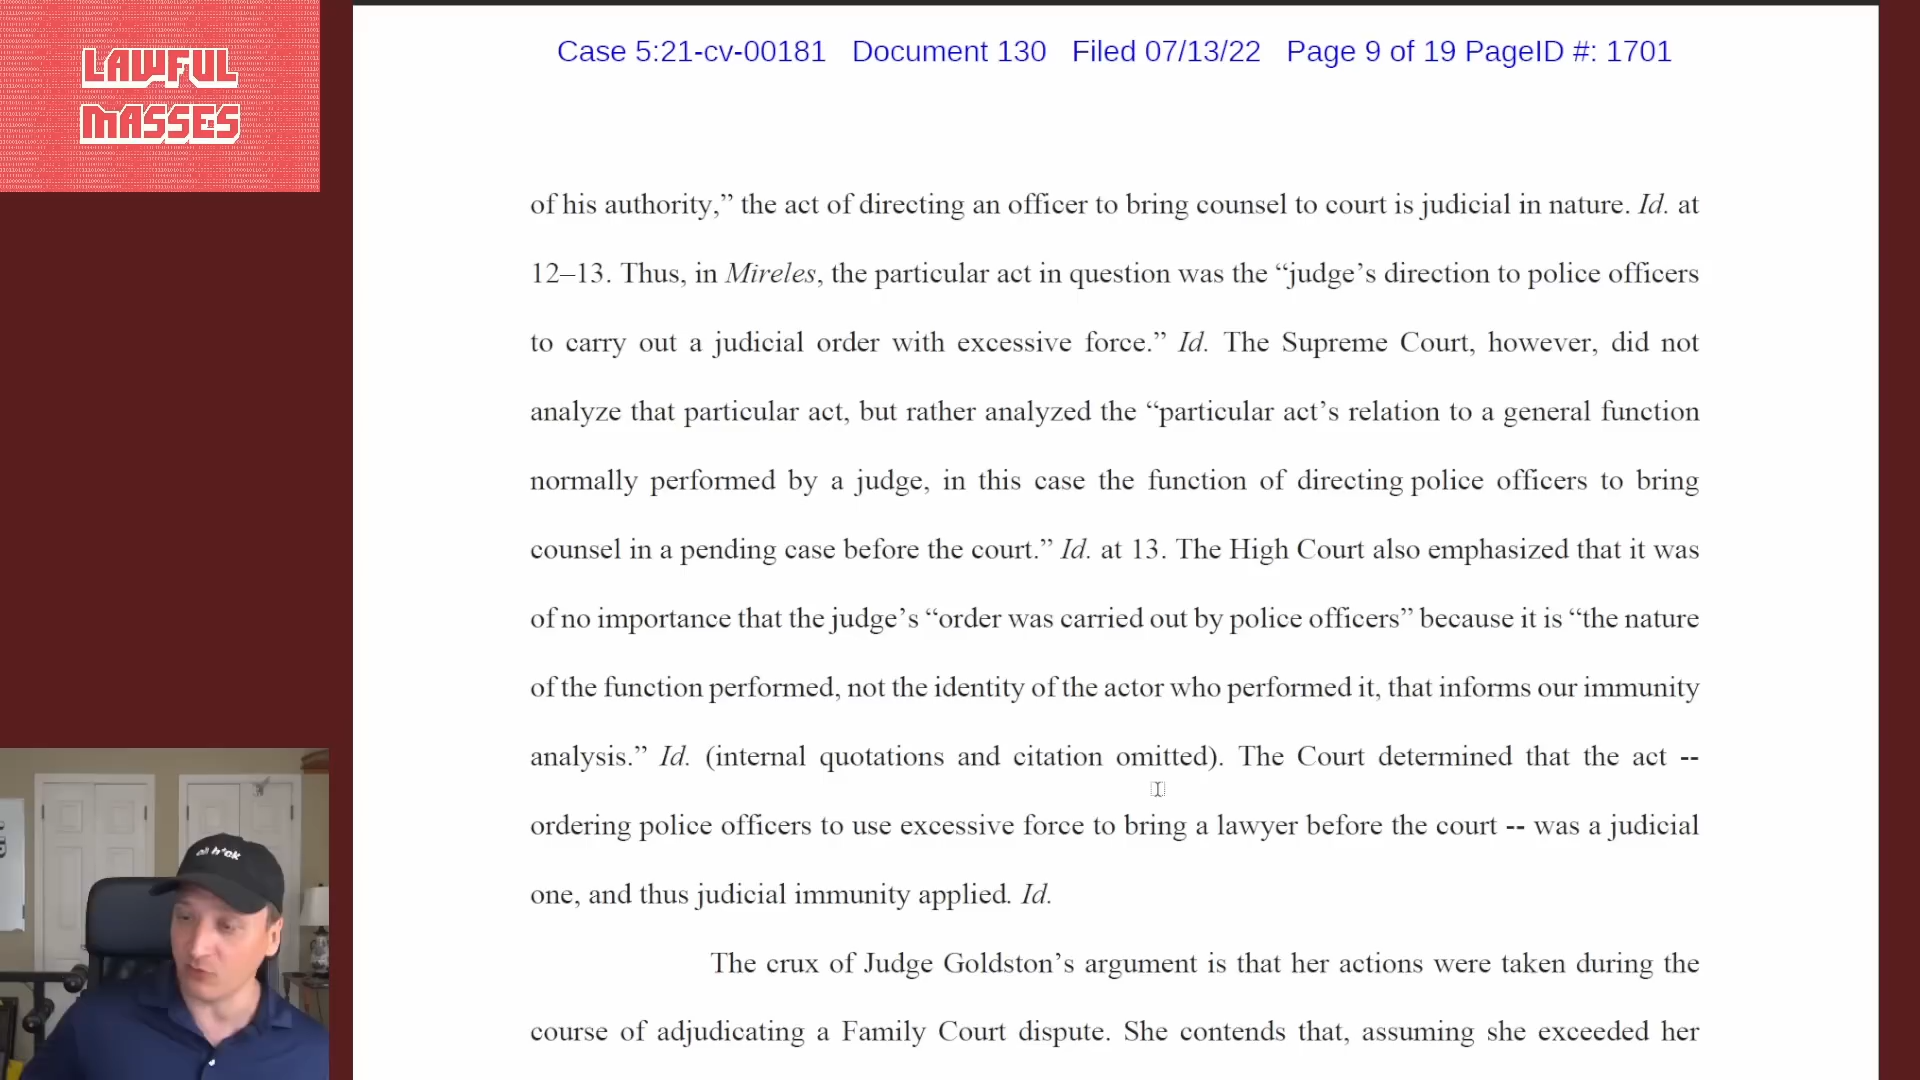 LAWFUL
MASSES
Case 5:21-cv-00181 Document 130 Filed 07/13/22 Page 9 of 19 PageID #: 1701
of his authority,” the act of directing an officer to bring counsel to court is judicial in nature. Id. at
12–13. Thus, in Mireles, the particular act in question was the “judge’s direction to police officers
to carry out a judicial order with excessive force.” Id. The Supreme Court, however, did not
analyze that particular act, but rather analyzed the “particular act’s relation to a general function
normally performed by a judge, in this case the function of directing police officers to bring
counsel in a pending case before the court.” Id. at 13. The High Court also emphasized that it was
of no importance that the judge’s “order was carried out by police officers” because it is “the nature
of the function performed, not the identity of the actor who performed it, that informs our immunity
analysis.” Id. (internal quotations and citation omitted). The Court determined that the act --
ordering police officers to use excessive force to bring a lawyer before the court -- was a judicial
one, and thus judicial immunity applied. Id.
The crux of Judge Goldston’s argument is that her actions were taken during the
course of adjudicating a Family Court dispute. She contends that, assuming she exceeded her